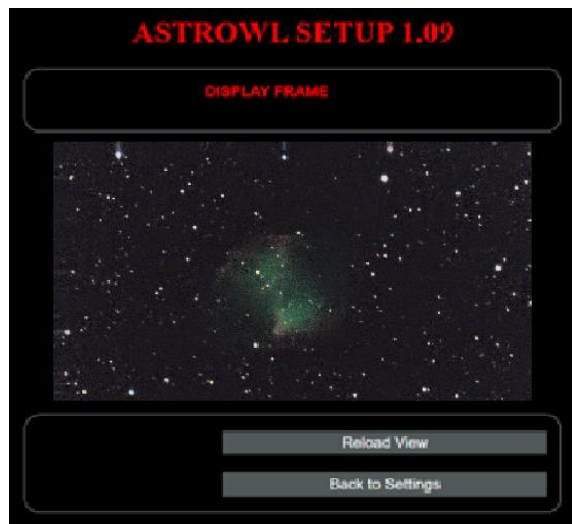 ASTROWL SETUP 1.09
DISPLAY FRAME
Reload View
Back to Settings